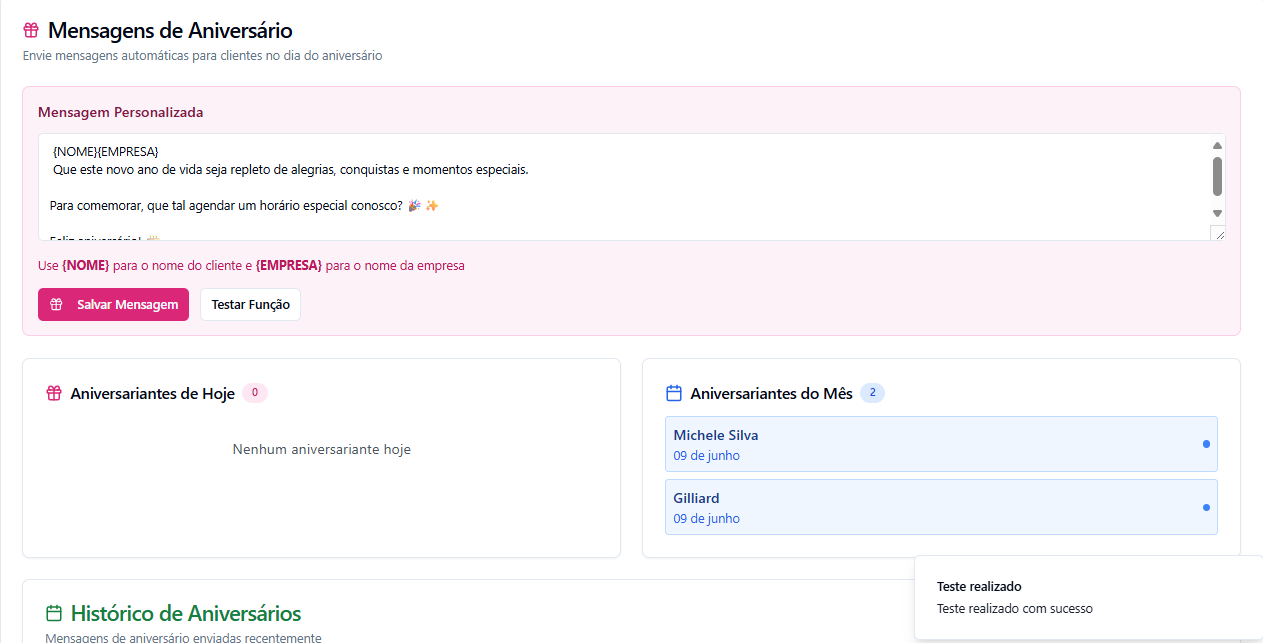 Mensagens de Aniversário
Envie mensagens automáticas para clientes no dia do aniversário
Mensagem Personalizada
{NOME}{EMPRESA}
Que este novo ano de vida seja repleto de alegrias, conquistas e momentos especiais.
Para comemorar, que tal agendar um horário especial conosco? 🎉 ✨
Feliz aniversário! 🎂
Use {NOME} para o nome do cliente e {EMPRESA} para o nome da empresa
Salvar Mensagem
Testar Função
Aniversariantes de Hoje 0
Nenhum aniversariante hoje
Aniversariantes do Mês 2
Michele Silva
09 de junho
Gilliard
09 de junho
Histórico de Aniversários
Mensagens de aniversário enviadas recentemente
Teste realizado
Teste realizado com sucesso